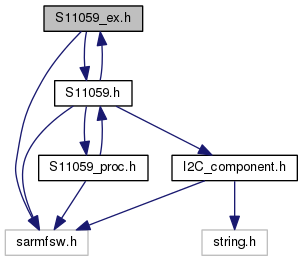 S11059_ex.h
S11059.h
S11059_proc.h
I2C_component.h
sarmfsw.h
string.h